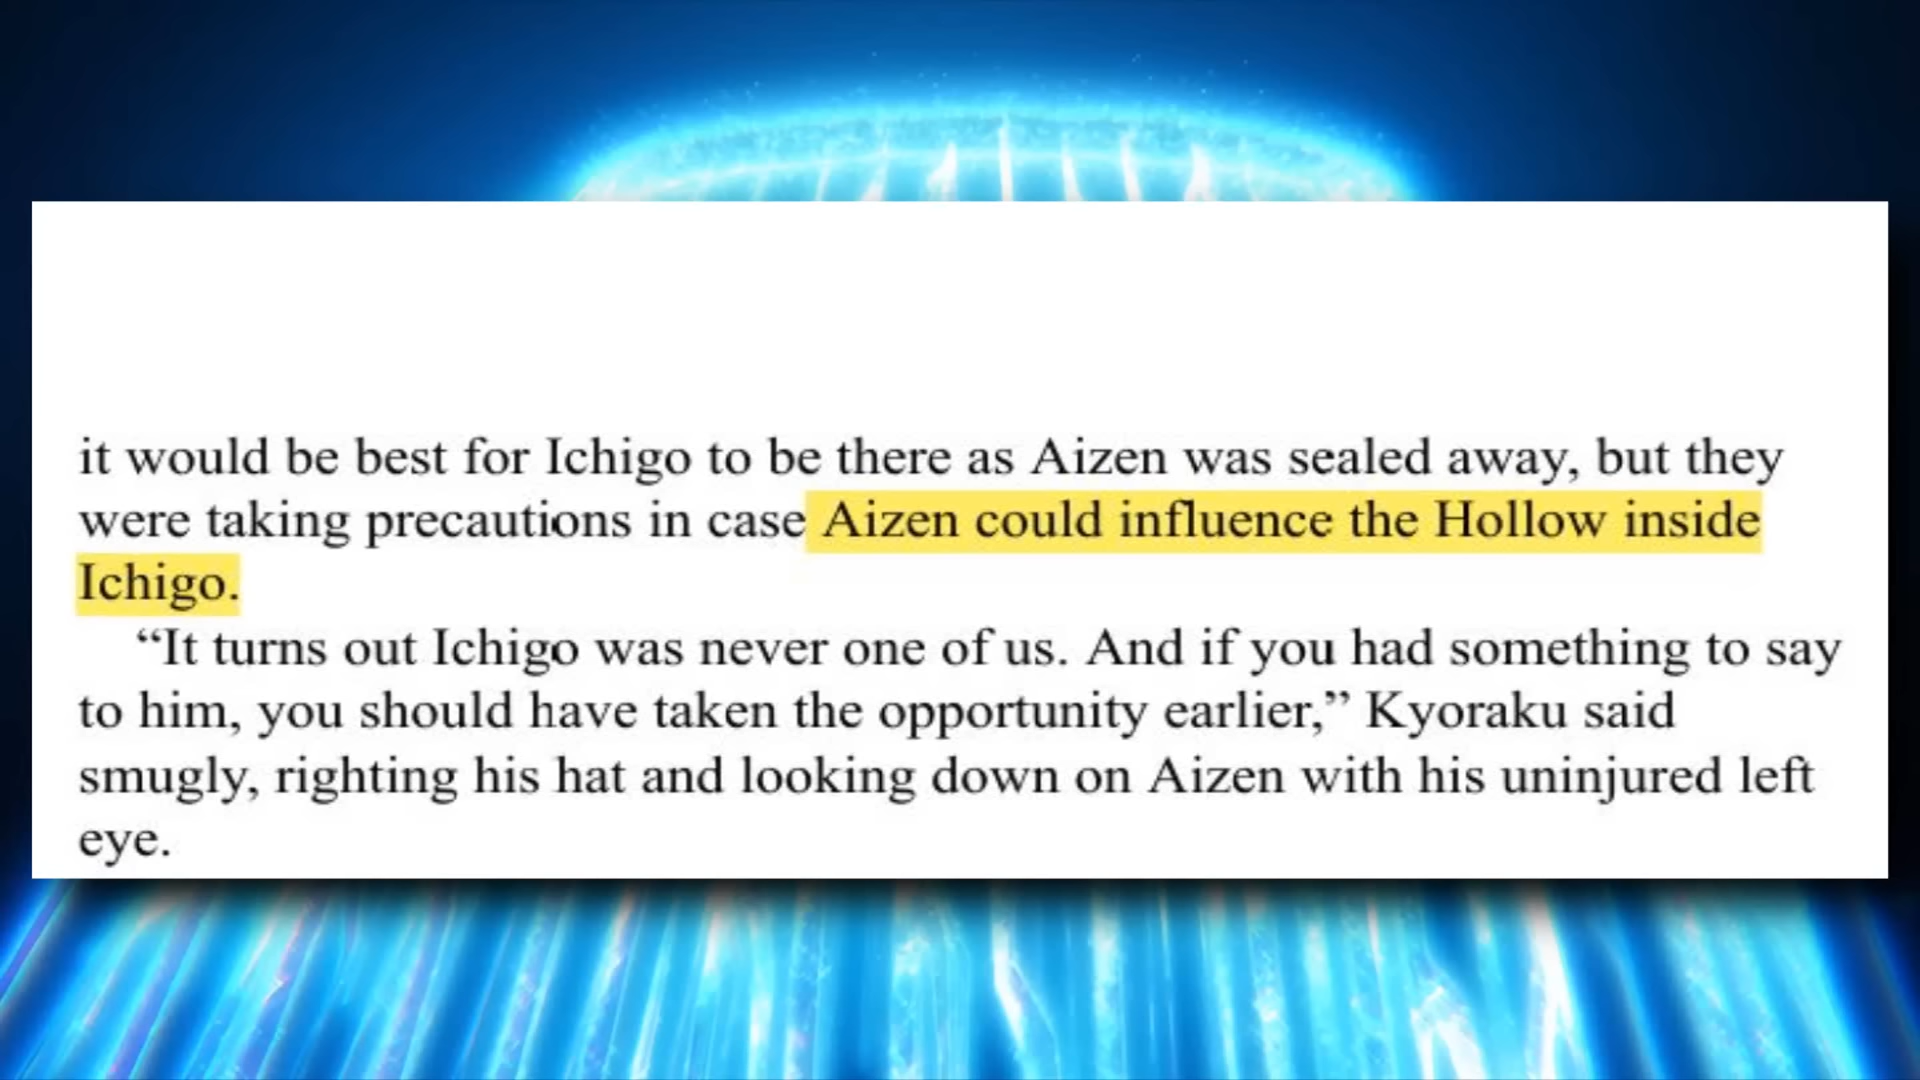 it would be best for Ichigo to be there as Aizen was sealed away, but they
were taking precautions in case Aizen could influence the Hollow inside
Ichigo.
“It turns out Ichigo was never one of us. And if you had something to say
to him, you should have taken the opportunity earlier,” Kyoraku said
smugly, righting his hat and looking down on Aizen with his uninjured left
eye.